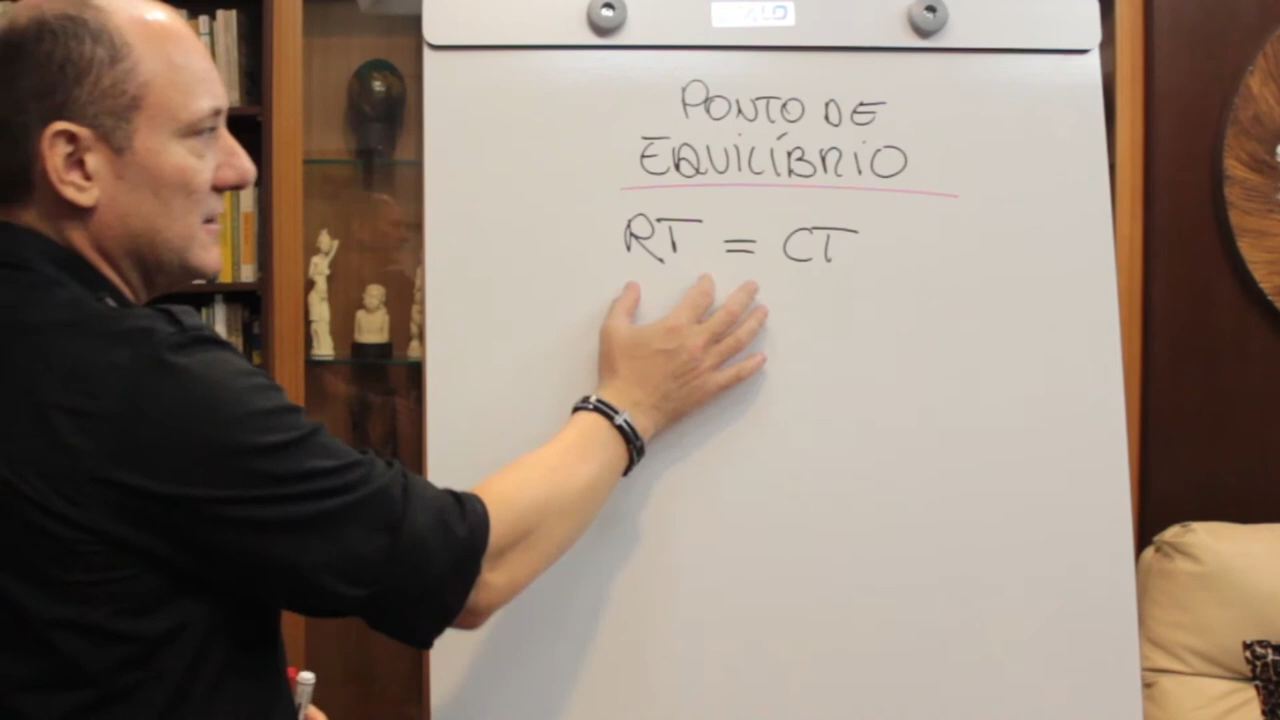 PONTO DE
EQUILÍBRIO
RT = CT